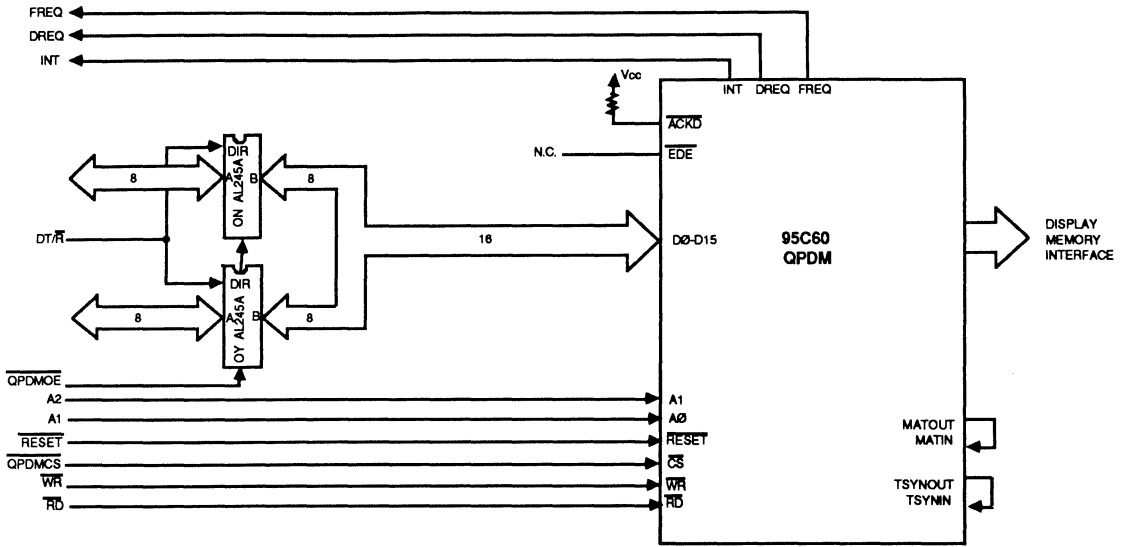 FREQ
DREQ
INT
Vcc
INT DREQ FREQ
ACKD
N.C.
EDE
DIR
8
A
ON AL245A
B
8
DT/R
16
DØ-D15
95C60
QPDM
DISPLAY
MEMORY
INTERFACE
DIR
8
A
OY AL245A
B
8
QPDMOE
A2
A1
A1
AØ
RESET
RESET
QPDMCS
CS
WR
WR
RD
RD
MATOUT
MATIN
TSYNOUT
TSYNIN